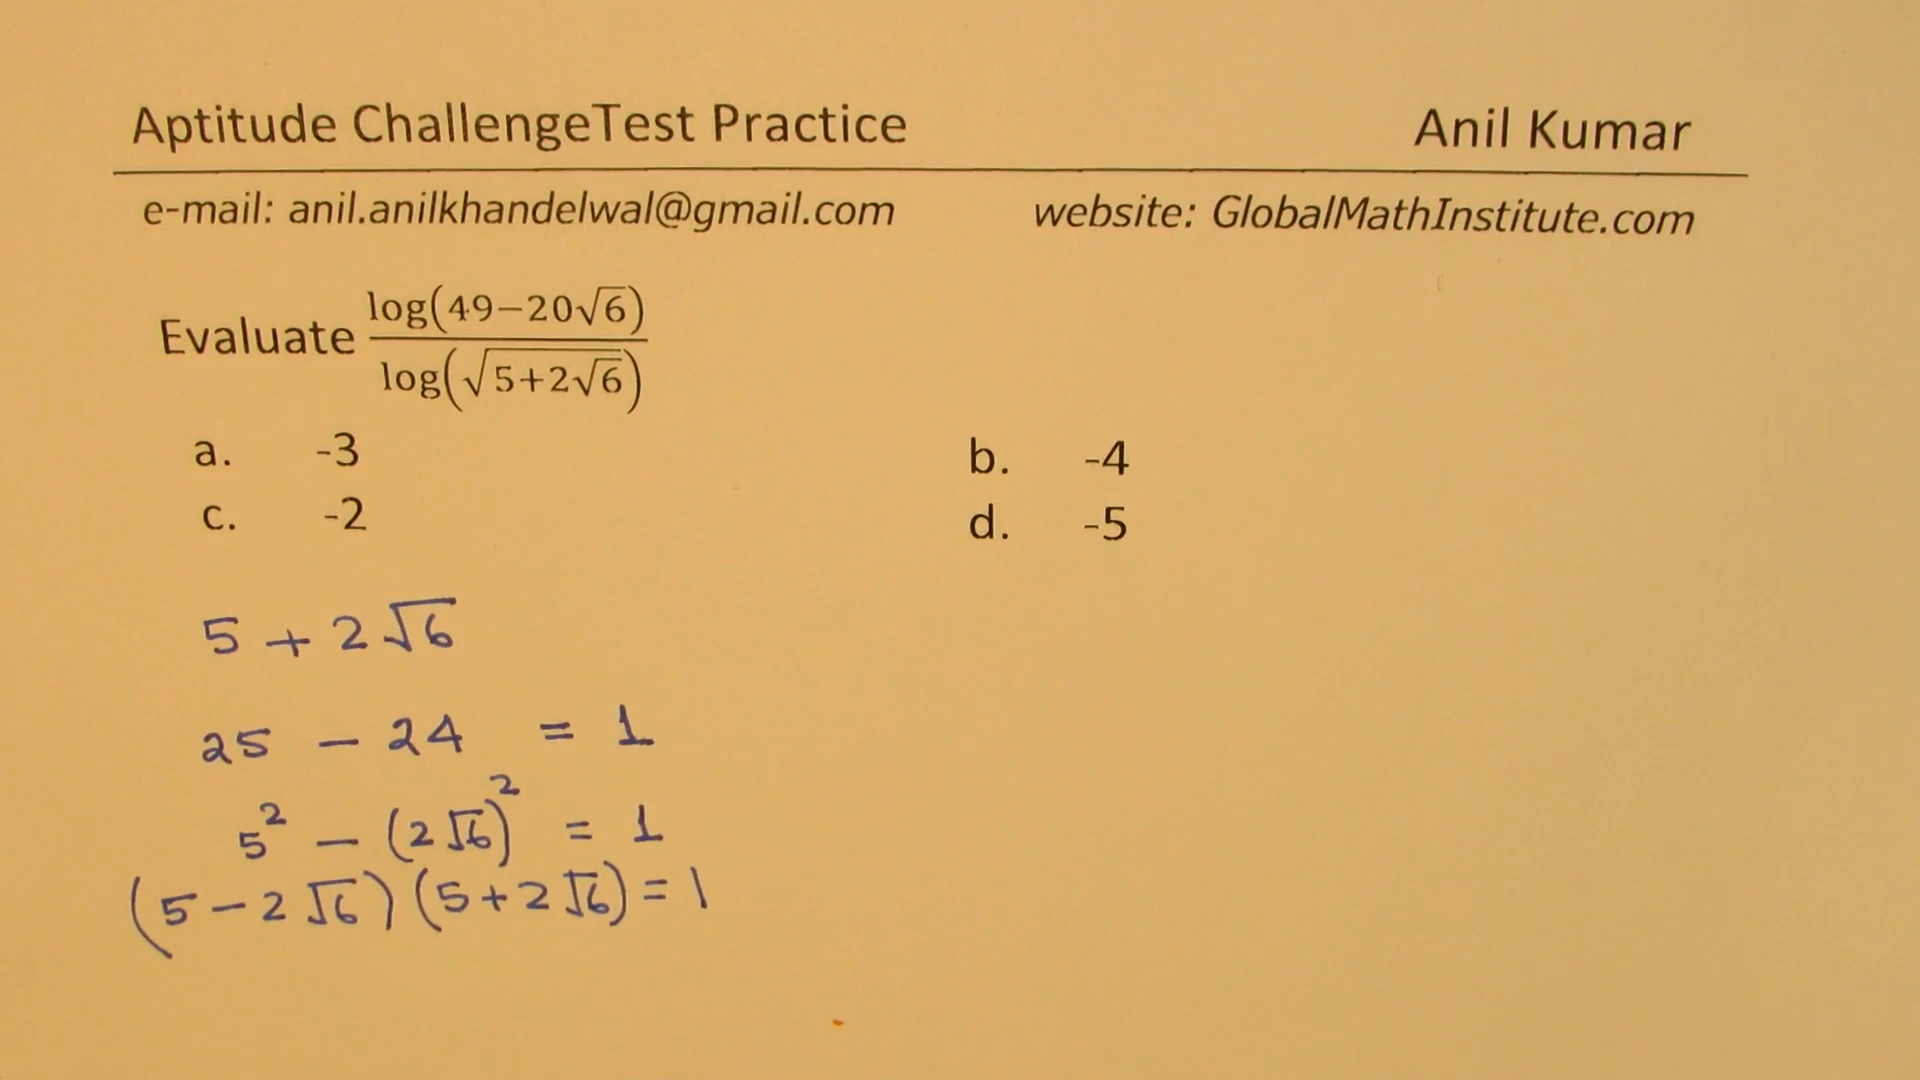 Aptitude ChallengeTest Practice Anil Kumar
e-mail: anil.anilkhandelwal@gmail.com website: GlobalMathInstitute.com
Evaluate log(49−20√6) / log(√(5+2√6))
a. -3 b. -4
c. -2 d. -5
5 + 2√6
25 − 24 = 1
5² − (2√6)² = 1
(5 − 2√6)(5 + 2√6) = 1